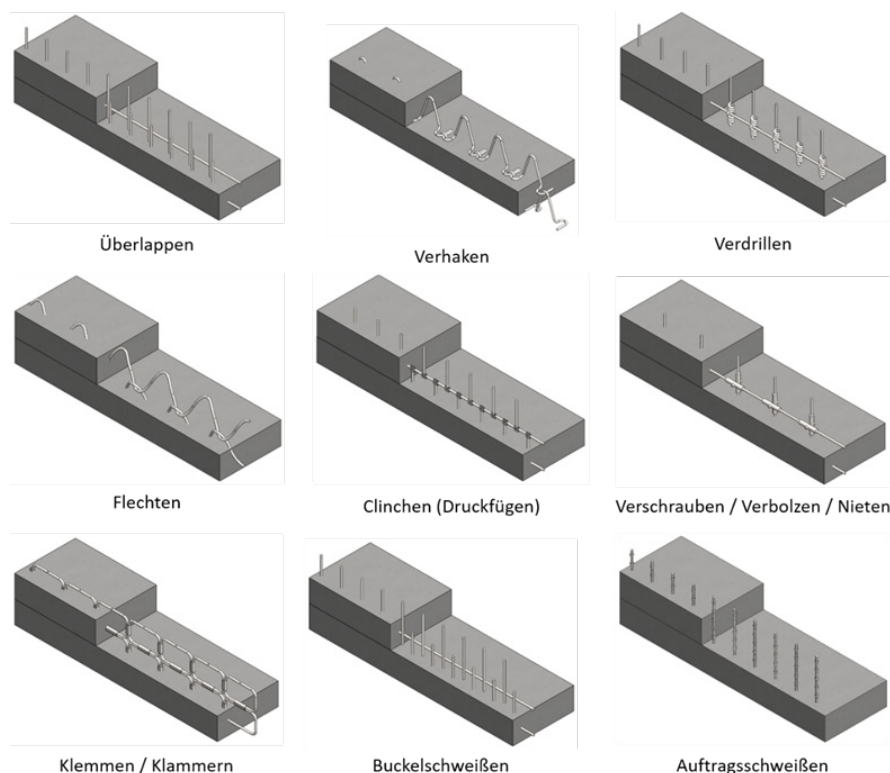 Überlappen
Verhaken
Verdrillen
Flechten
Clinchen (Druckfügen)
Verschrauben / Verbolzen / Nieten
Klemmen / Klammern
Buckelschweißen
Auftragsschweißen